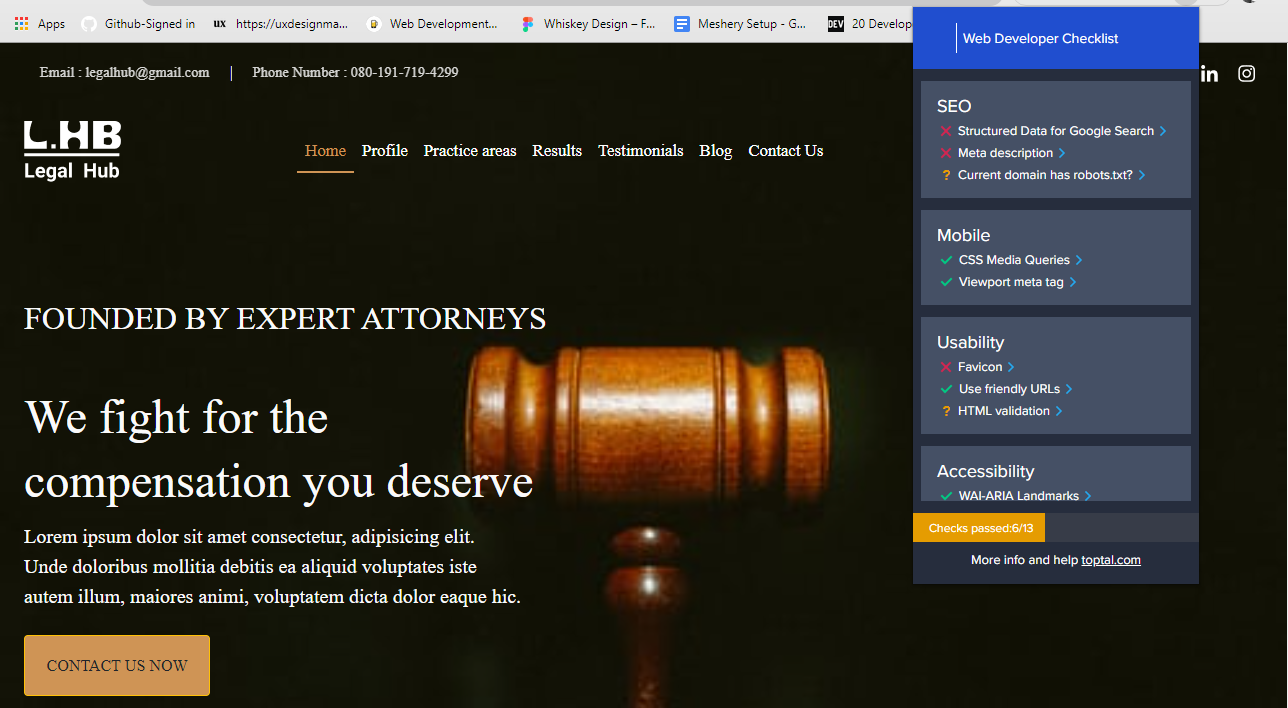 Apps
Github-Signed in
UX https://uxdesignma...
Web Development...
Whiskey Design – F...
Meshery Setup - G...
DEV 20 Develop
Web Developer Checklist
Email : legalhub@gmail.com | Phone Number : 080-191-719-4299
in
L.HB
Legal Hub
Home
Profile
Practice areas
Results
Testimonials
Blog
Contact Us
FOUNDED BY EXPERT ATTORNEYS
We fight for the
compensation you deserve
Lorem ipsum dolor sit amet consectetur, adipisicing elit.
Unde doloribus mollitia debitis ea aliquid voluptates iste
autem illum, maiores animi, voluptatem dicta dolor eaque hic.
CONTACT US NOW
SEO
Structured Data for Google Search
Meta description
? Current domain has robots.txt?
Mobile
CSS Media Queries
Viewport meta tag
Usability
Favicon
Use friendly URLs
? HTML validation
Accessibility
WAI-ARIA Landmarks
Checks passed:6/13
More info and help toptal.com